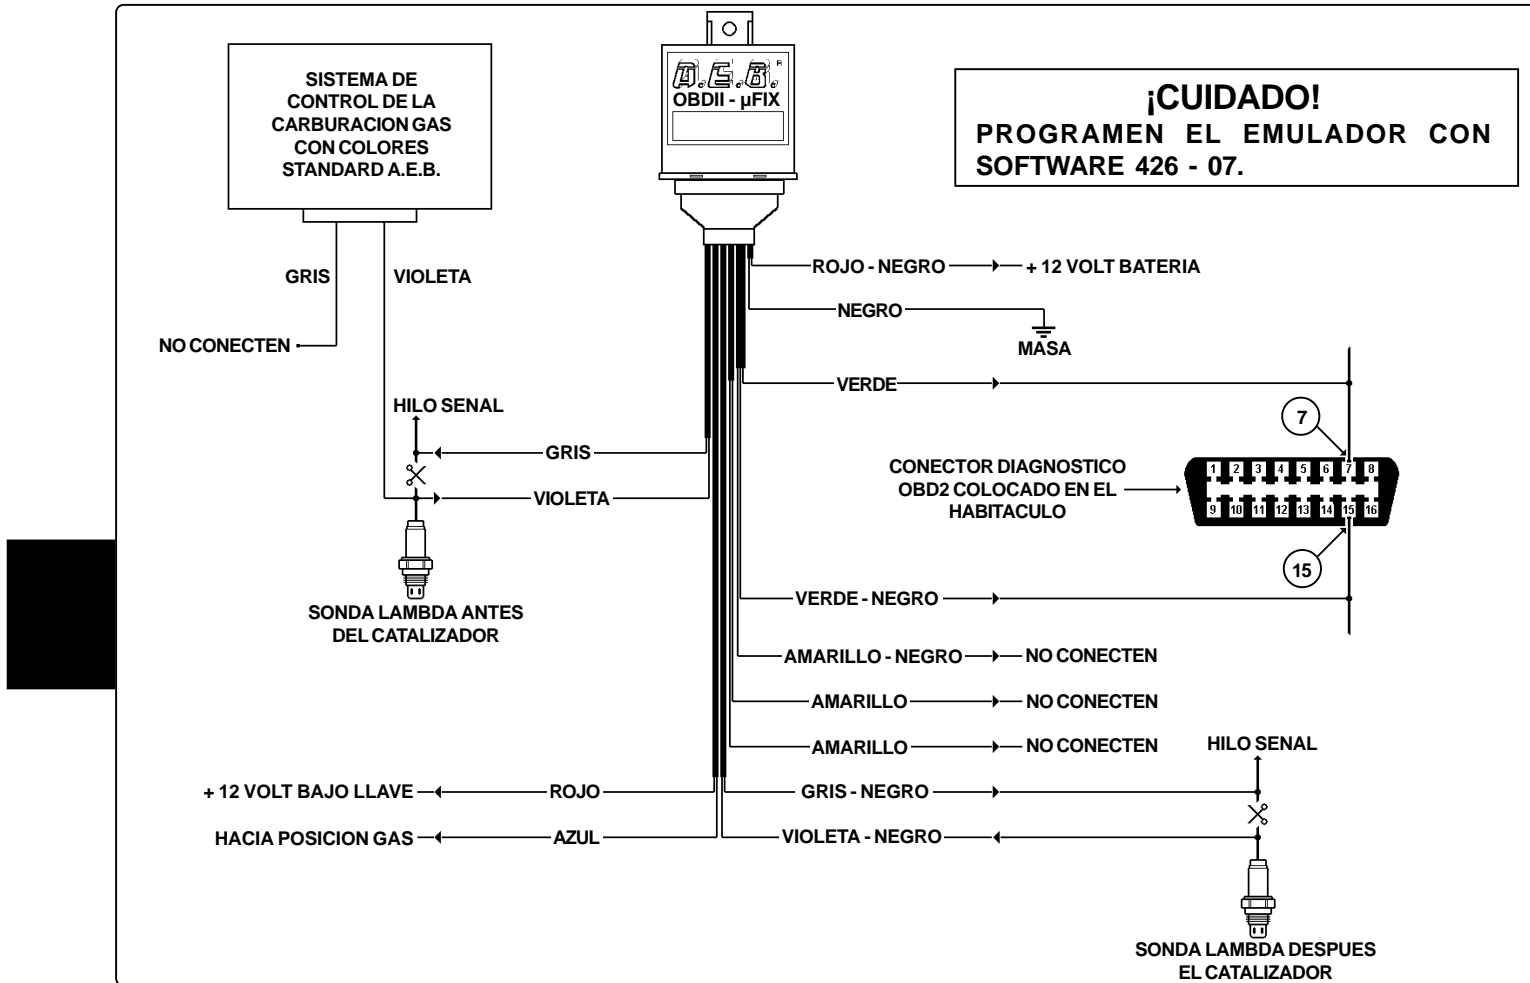 SISTEMA DE
CONTROL DE LA
CARBURACION GAS
CON COLORES
STANDARD A.E.B.
A.E.B. R
OBDII - µFIX
¡CUIDADO!
PROGRAMEN EL EMULADOR CON
SOFTWARE 426 - 07.
GRIS
VIOLETA
NO CONECTEN
ROJO - NEGRO
+ 12 VOLT BATERIA
NEGRO
MASA
VERDE
HILO SENAL
GRIS
VIOLETA
SONDA LAMBDA ANTES
DEL CATALIZADOR
7
CONECTOR DIAGNOSTICO
OBD2 COLOCADO EN EL
HABITACULO
1 2 3 4 5 6 7 8
9 10 11 12 13 14 15 16
15
VERDE - NEGRO
AMARILLO - NEGRO
NO CONECTEN
AMARILLO
NO CONECTEN
AMARILLO
NO CONECTEN
HILO SENAL
+ 12 VOLT BAJO LLAVE
ROJO
GRIS - NEGRO
HACIA POSICION GAS
AZUL
VIOLETA - NEGRO
SONDA LAMBDA DESPUES
EL CATALIZADOR